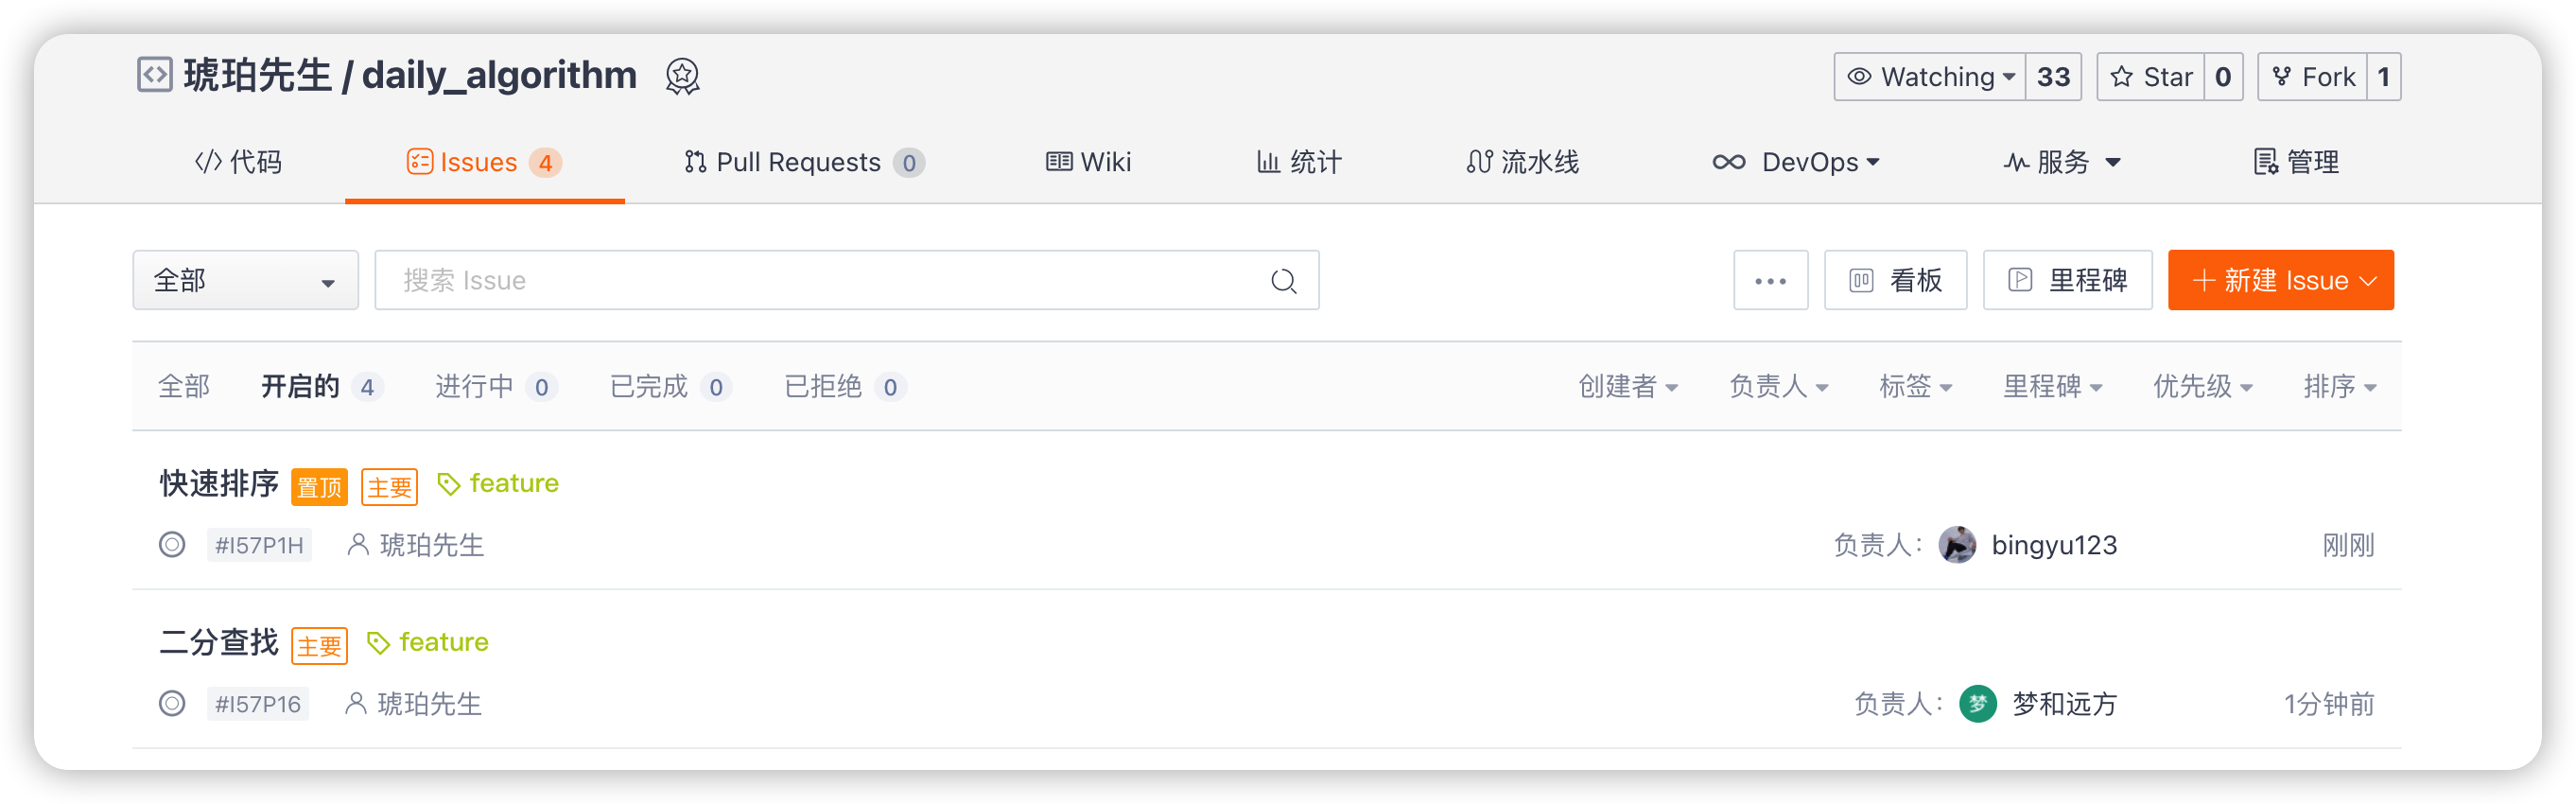 琥珀先生 / daily_algorithm Watching 33 Star 0 Fork 1
代码 Issues 4 Pull Requests 0 Wiki 统计 流水线 DevOps 服务 管理
全部 搜索 Issue ... 看板 里程碑 + 新建 Issue
全部 开启的 4 进行中 0 已完成 0 已拒绝 0 创建者 负责人 标签 里程碑 优先级 排序
快速排序 置顶 主要 feature
#I57P1H 琥珀先生 负责人: bingyu123 刚刚
二分查找 主要 feature
#I57P16 琥珀先生 负责人: 梦 梦和远方 1分钟前